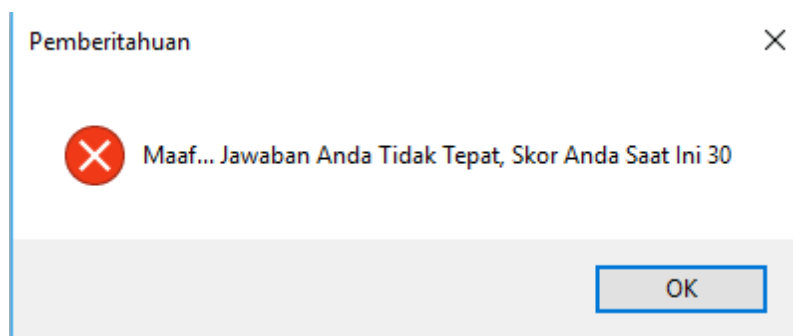 Pemberitahuan
Maaf... Jawaban Anda Tidak Tepat, Skor Anda Saat Ini 30
OK